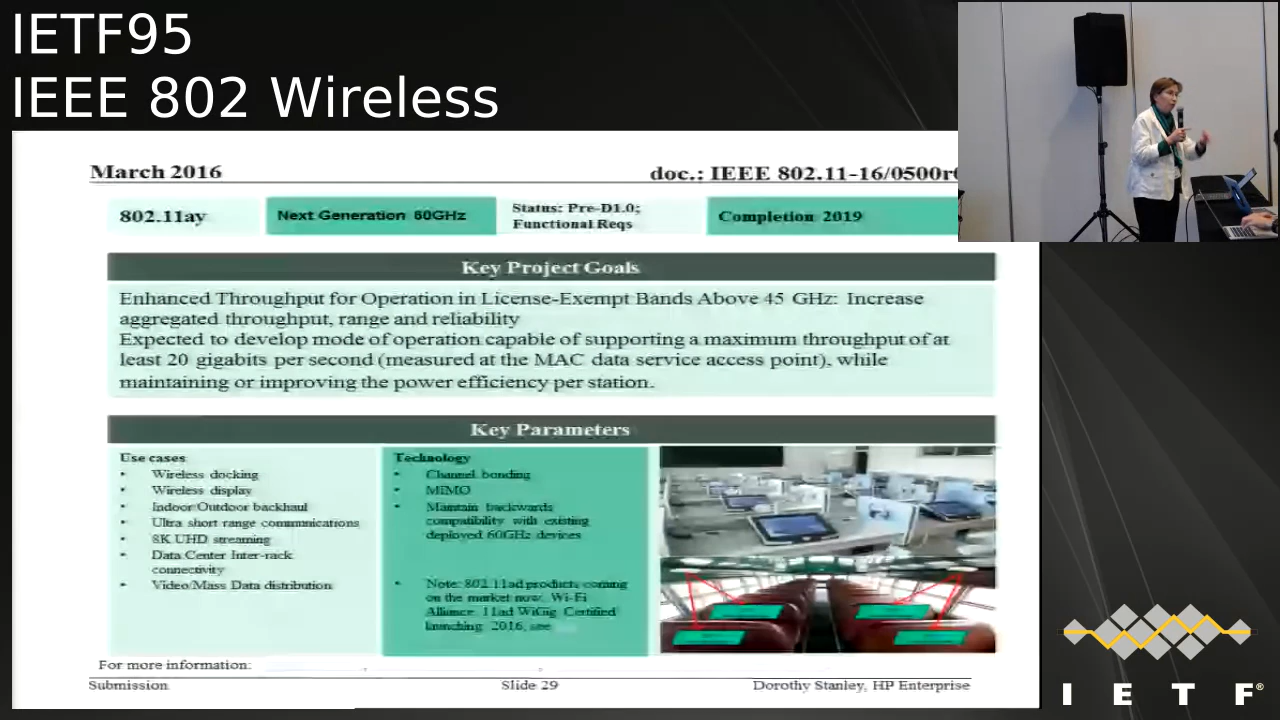 IETF95
IEEE 802 Wireless
March 2016
doc.: IEEE 802.11-16/0500r
802.11ay
Next Generation 60GHz
Status: Pre-D1.0;
Functional Reqs
Completion 2019
Key Project Goals
Enhanced Throughput for Operation in License-Exempt Bands Above 45 GHz: Increase
aggregated throughput, range and reliability
Expected to develop mode of operation capable of supporting a maximum throughput of at
least 20 gigabits per second (measured at the MAC data service access point), while
maintaining or improving the power efficiency per station.
Key Parameters
Use cases
• Wireless docking
• Wireless display
• Indoor/Outdoor backhaul
• Ultra short range communications
• 8K UHD streaming
• Data Center Inter-rack
connectivity
• Video/Mass Data distribution
Technology
• Channel bonding
• MIMO
• Maintain backwards
compatibility with existing
deployed 60GHz devices
• Note: 802.11ad products coming
on the market now. Wi-Fi
Alliance 11ad WiGig Certified
launching 2016, see
For more information:
Submission
Slide 29
Dorothy Stanley, HP Enterprise
I E T F®